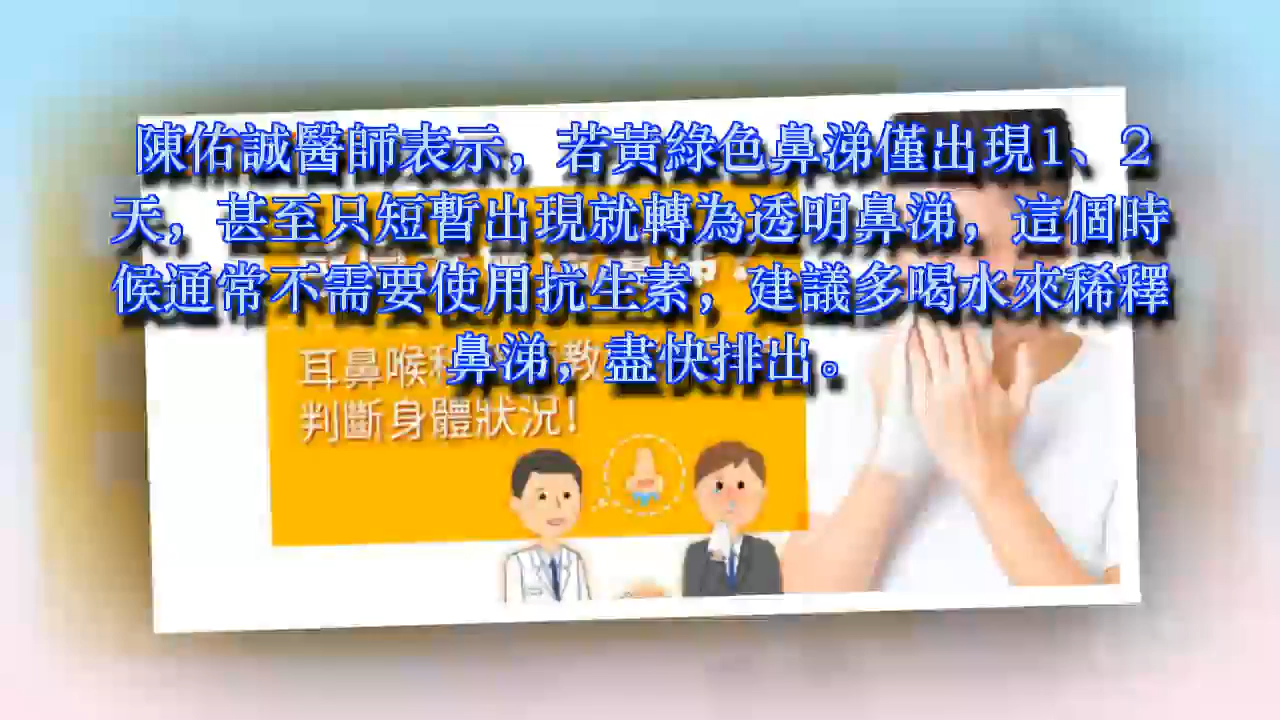 陳佑誠醫師表示，若黃綠色鼻涕僅出現1、2
天，甚至只短暫出現就轉為透明鼻涕，這個時
候通常不需要使用抗生素，建議多喝水來稀釋
鼻涕，盡快排出。
耳鼻喉科 教
判斷身體狀況!